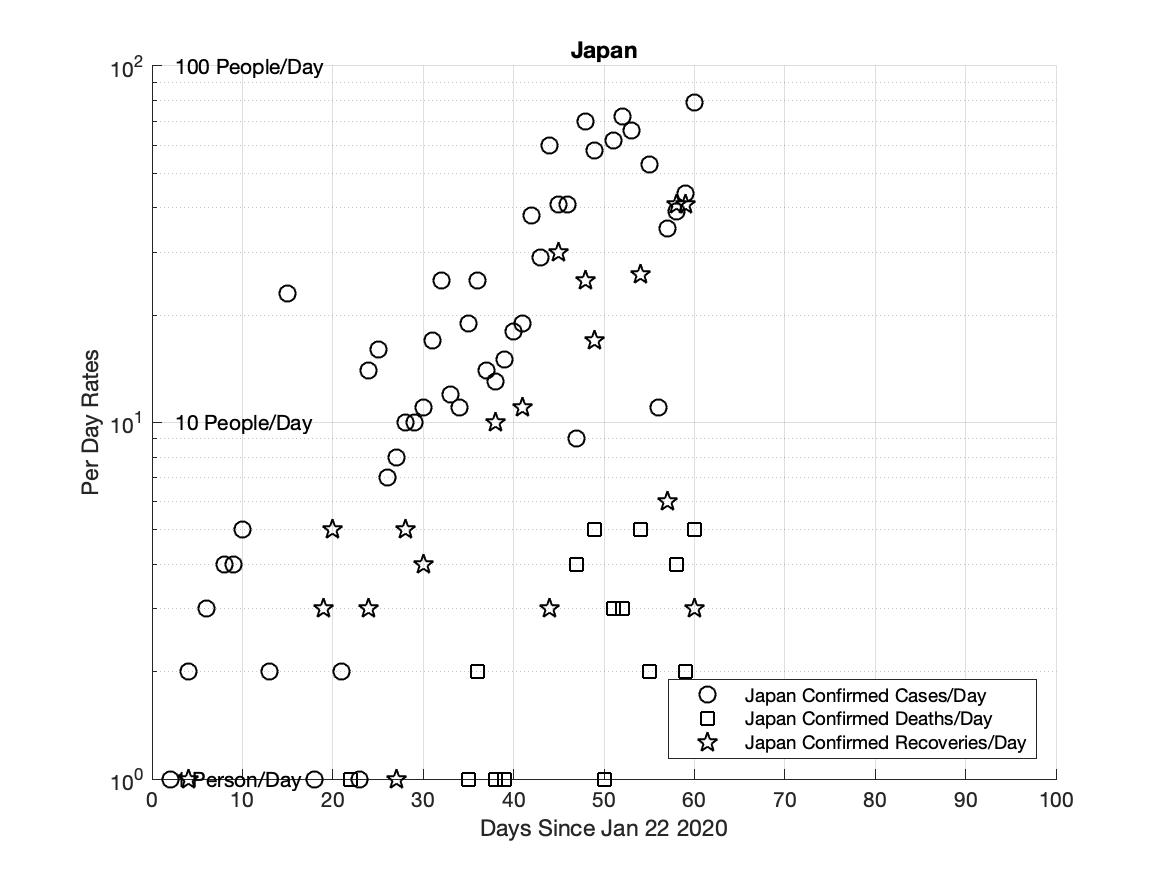 Japan
10^2
100 People/Day
10^1
10 People/Day
10^0
Person/Day
Per Day Rates
0 10 20 30 40 50 60 70 80 90 100
Days Since Jan 22 2020
Japan Confirmed Cases/Day
Japan Confirmed Deaths/Day
Japan Confirmed Recoveries/Day